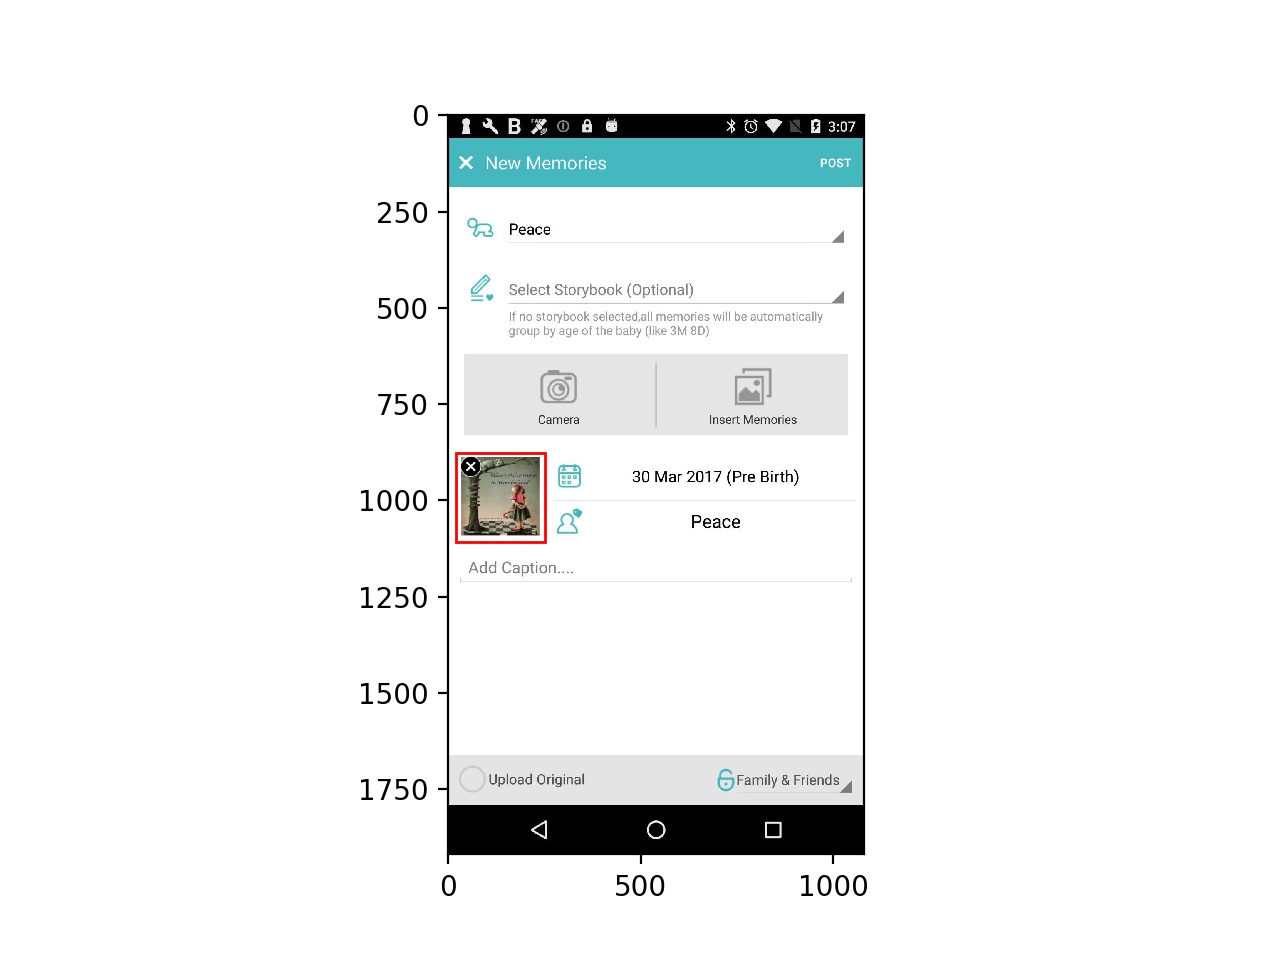 0
250
500
750
1000
1250
1500
1750
0
500
1000
3:07
New Memories
POST
Peace
Select Storybook (Optional)
If no storybook selected,all memories will be automatically
group by age of the baby (like 3M 8D)
Camera
Insert Memories
30 Mar 2017 (Pre Birth)
Peace
Add Caption....
Upload Original
Family & Friends